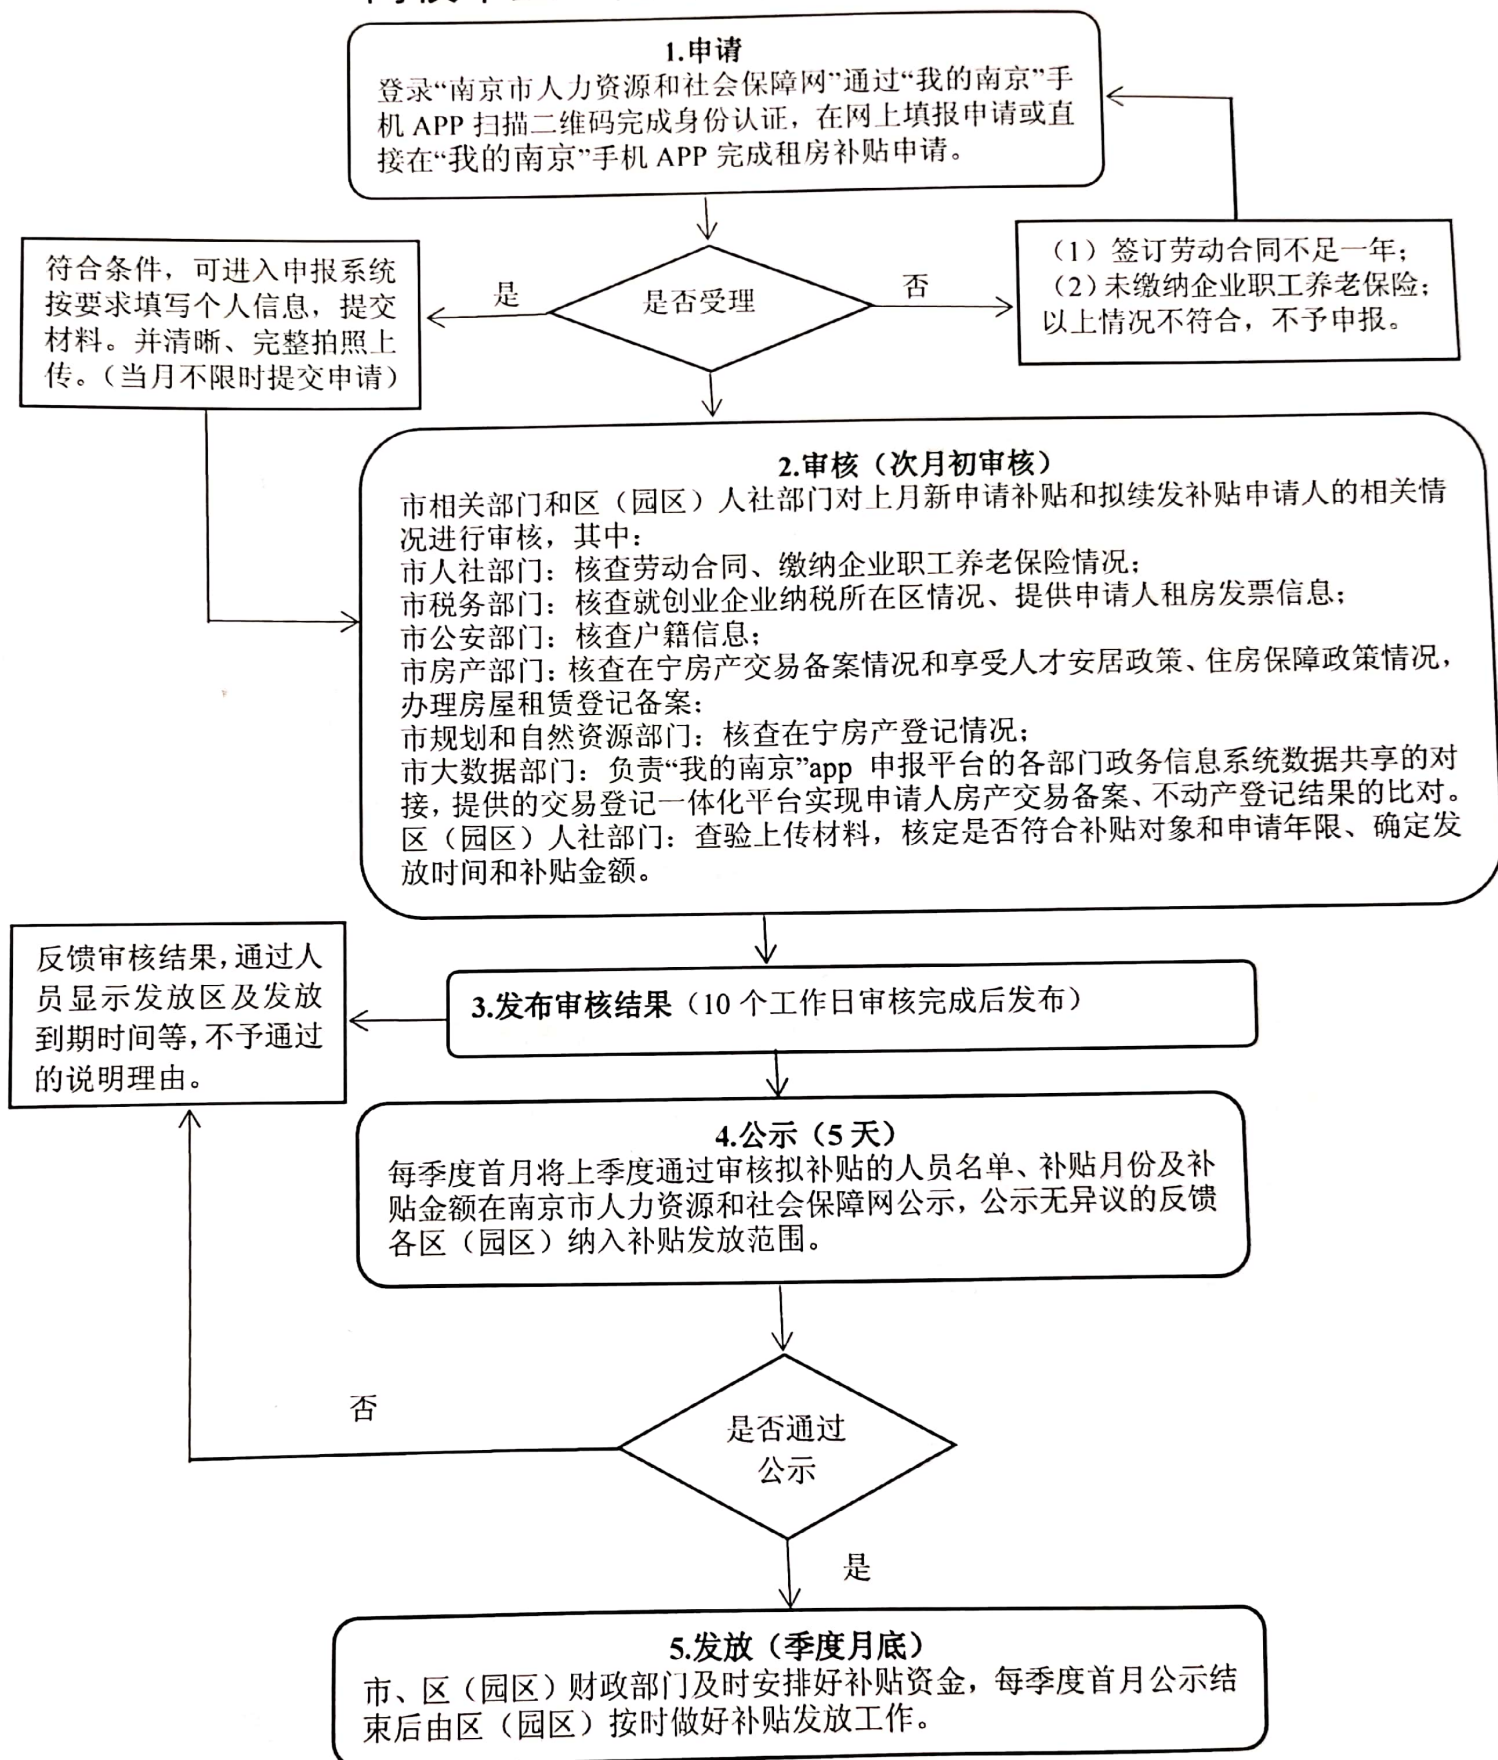 1.申请
登录“南京市人力资源和社会保障网”通过“我的南京”手
机 APP 扫描二维码完成身份认证，在网上填报申请或直
接在“我的南京”手机 APP 完成租房补贴申请。
符合条件，可进入申报系统
按要求填写个人信息，提交
材料。并清晰、完整拍照上
传。（当月不限时提交申请）
是
是否受理
否
（1）签订劳动合同不足一年；
（2）未缴纳企业职工养老保险；
以上情况不符合，不予申报。
2.审核（次月初审核）
市相关部门和区（园区）人社部门对上月新申请补贴和拟续发补贴申请人的相关情
况进行审核，其中：
市人社部门：核查劳动合同、缴纳企业职工养老保险情况；
市税务部门：核查就创业企业纳税所在区情况、提供申请人租房发票信息；
市公安部门：核查户籍信息；
市房产部门：核查在宁房产交易备案情况和享受人才安居政策、住房保障政策情况，
办理房屋租赁登记备案；
市规划和自然资源部门：核查在宁房产登记情况；
市大数据部门：负责“我的南京”app 申报平台的各部门政务信息系统数据共享的对
接，提供的交易登记一体化平台实现申请人房产交易备案、不动产登记结果的比对。
区（园区）人社部门：查验上传材料，核定是否符合补贴对象和申请年限、确定发
放时间和补贴金额。
反馈审核结果，通过人
员显示发放区及发放
到期时间等，不予通过
的说明理由。
3.发布审核结果（10 个工作日审核完成后发布）
4.公示（5 天）
每季度首月将上季度通过审核拟补贴的人员名单、补贴月份及补
贴金额在南京市人力资源和社会保障网公示，公示无异议的反馈
各区（园区）纳入补贴发放范围。
否
是否通过
公示
是
5.发放（季度月底）
市、区（园区）财政部门及时安排好补贴资金，每季度首月公示结
束后由区（园区）按时做好补贴发放工作。